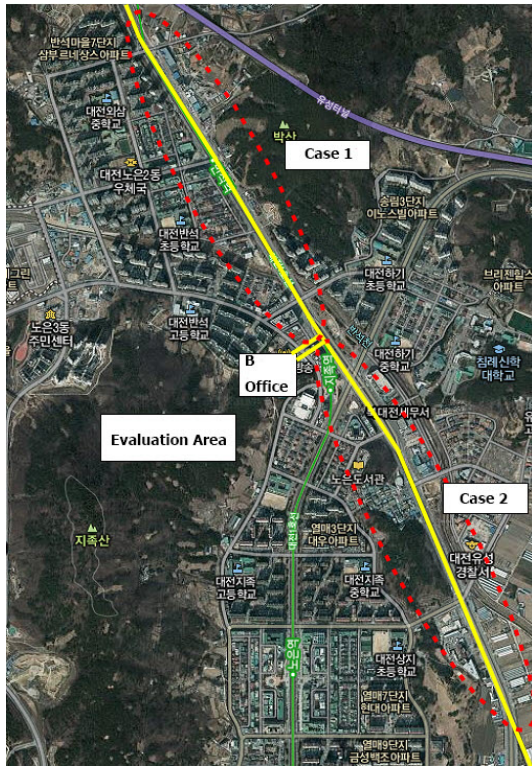 반석마을7단지
삼부르네상스아파트
유성터널
대전외삼
중학교
박산
Case 1
대전노은2동
우체국
송림3단지
이노스빌아파트
대전반석
초등학교
대전하기
초등학교
브리젠힐스
아파트
노은3동
주민센터
대전반석
고등학교
B
Office
지족역
대전하기
중학교
침례신학
대학교
대전세무서
Evaluation Area
노은도서관
Case 2
지족산
열매3단지
대우아파트
대전1호선
대전유성
경찰서
대전지족
고등학교
대전지족
중학교
대전상지
초등학교
열매7단지
현대아파트
열매9단지
금성백조아파트